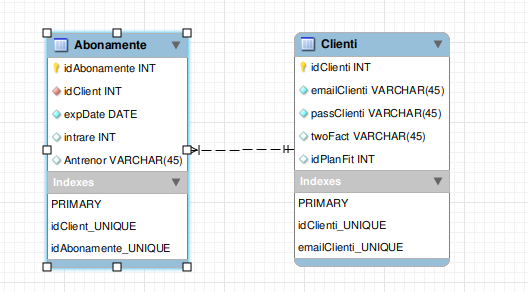 Abonamente
idAbonamente INT
idClient INT
expDate DATE
intrare INT
Antrenor VARCHAR(45)
Indexes
PRIMARY
idClient_UNIQUE
idAbonamente_UNIQUE
Clienti
idClienti INT
emailClienti VARCHAR(45)
passClienti VARCHAR(45)
twoFact VARCHAR(45)
idPlanFit INT
Indexes
PRIMARY
idClienti_UNIQUE
emailClienti_UNIQUE